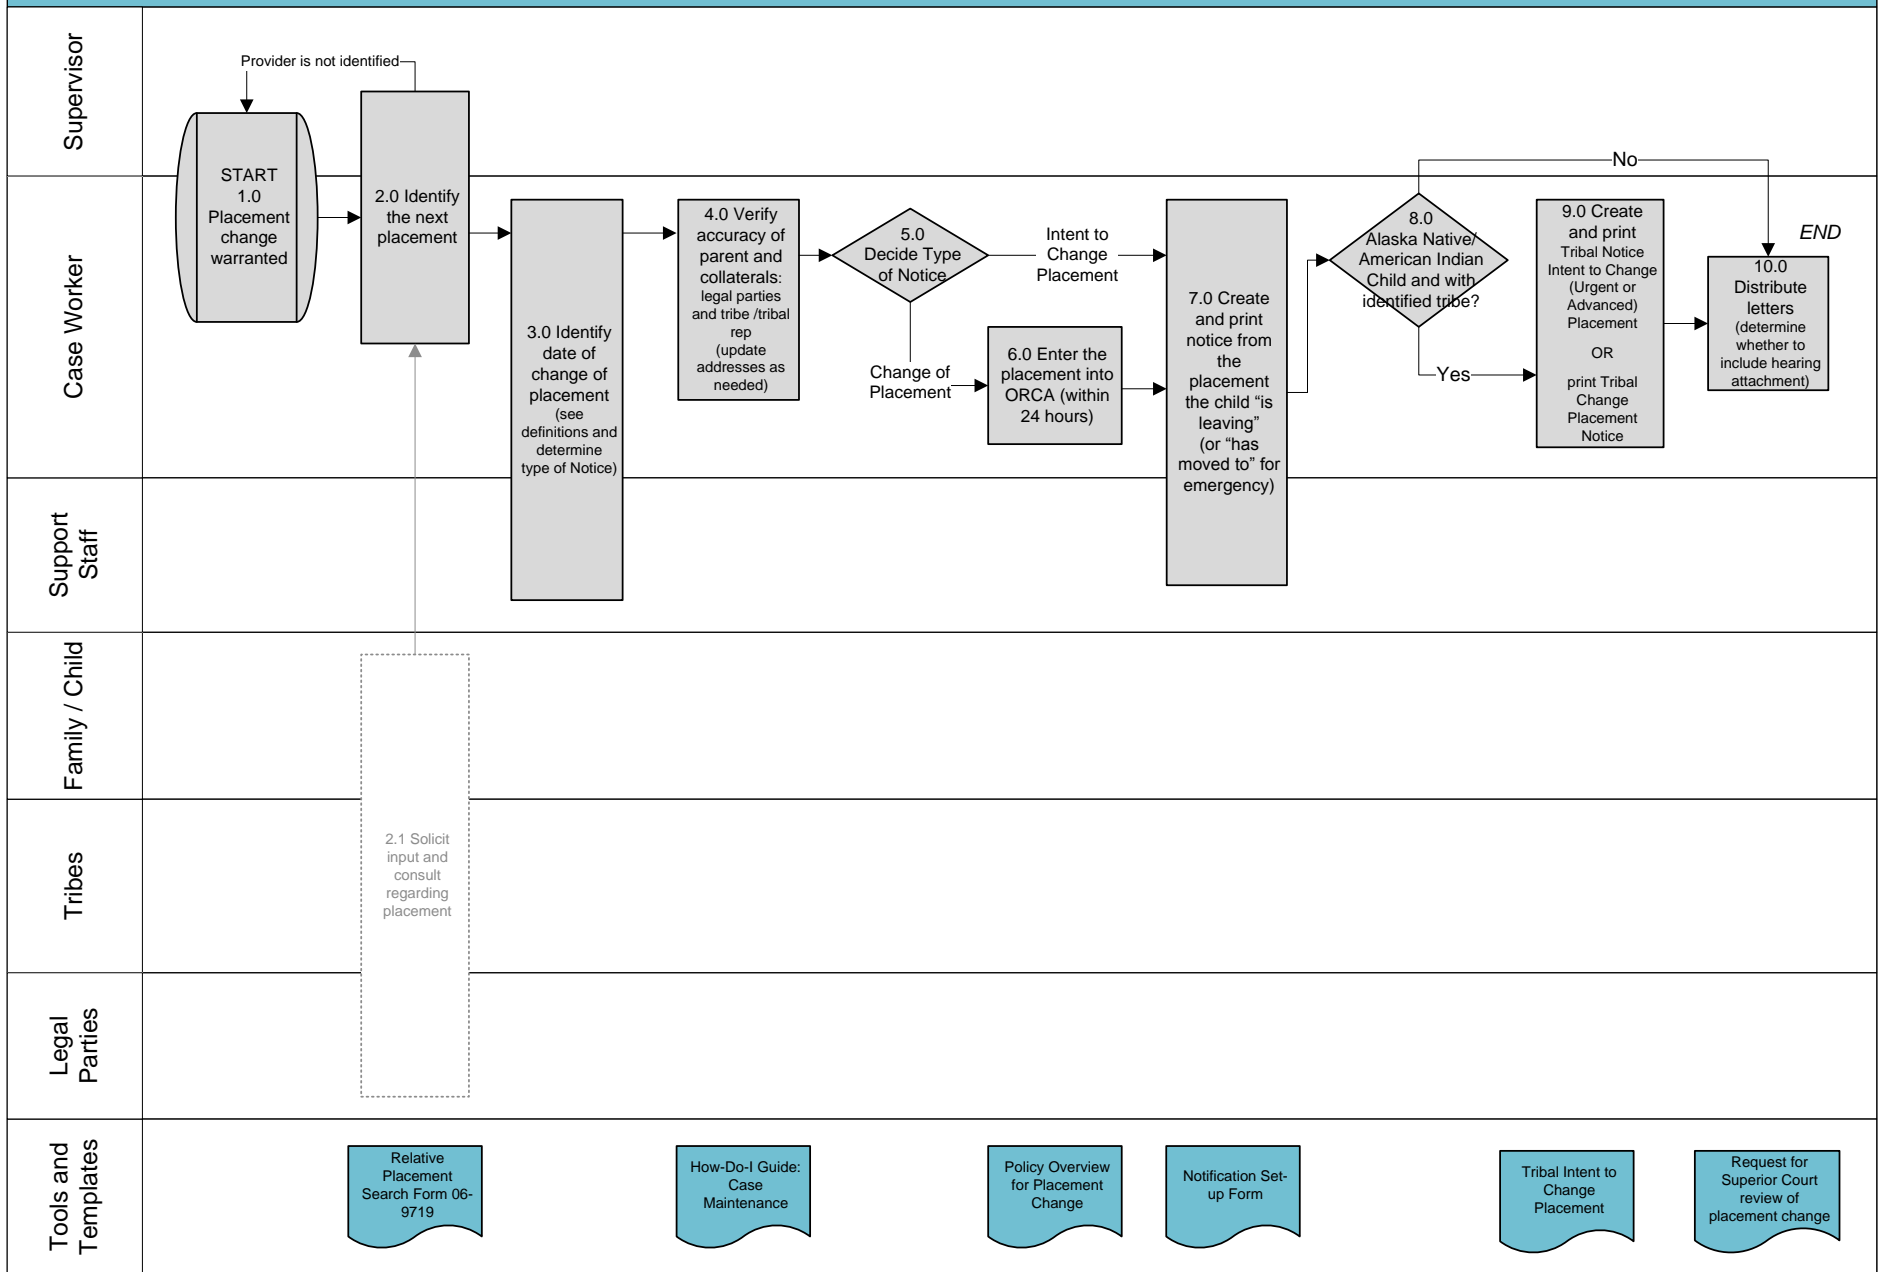 Supervisor
Provider is not identified
Case Worker
START
1.0
Placement
change
warranted
2.0 Identify
the next
placement
3.0 Identify
date of
change of
placement
(see
definitions and
determine
type of Notice)
4.0 Verify
accuracy of
parent and
collaterals:
legal parties
and tribe /tribal
rep
(update
addresses as
needed)
5.0
Decide Type
of Notice
Intent to
Change
Placement
Change of
Placement
6.0 Enter the
placement into
ORCA (within
24 hours)
7.0 Create
and print
notice from
the
placement
the child “is
leaving”
(or “has
moved to” for
emergency)
8.0
Alaska Native/
American Indian
Child and with
identified tribe?
No
Yes
9.0 Create
and print
Tribal Notice
Intent to Change
(Urgent or
Advanced)
Placement
OR
print Tribal
Change
Placement
Notice
END
10.0
Distribute
letters
(determine
whether to
include hearing
attachment)
Support
Staff
Family / Child
Tribes
2.1 Solicit
input and
consult
regarding
placement
Legal
Parties
Tools and
Templates
Relative
Placement
Search Form 06-
9719
How-Do-I Guide:
Case
Maintenance
Policy Overview
for Placement
Change
Notification Set-
up Form
Tribal Intent to
Change
Placement
Request for
Superior Court
review of
placement change